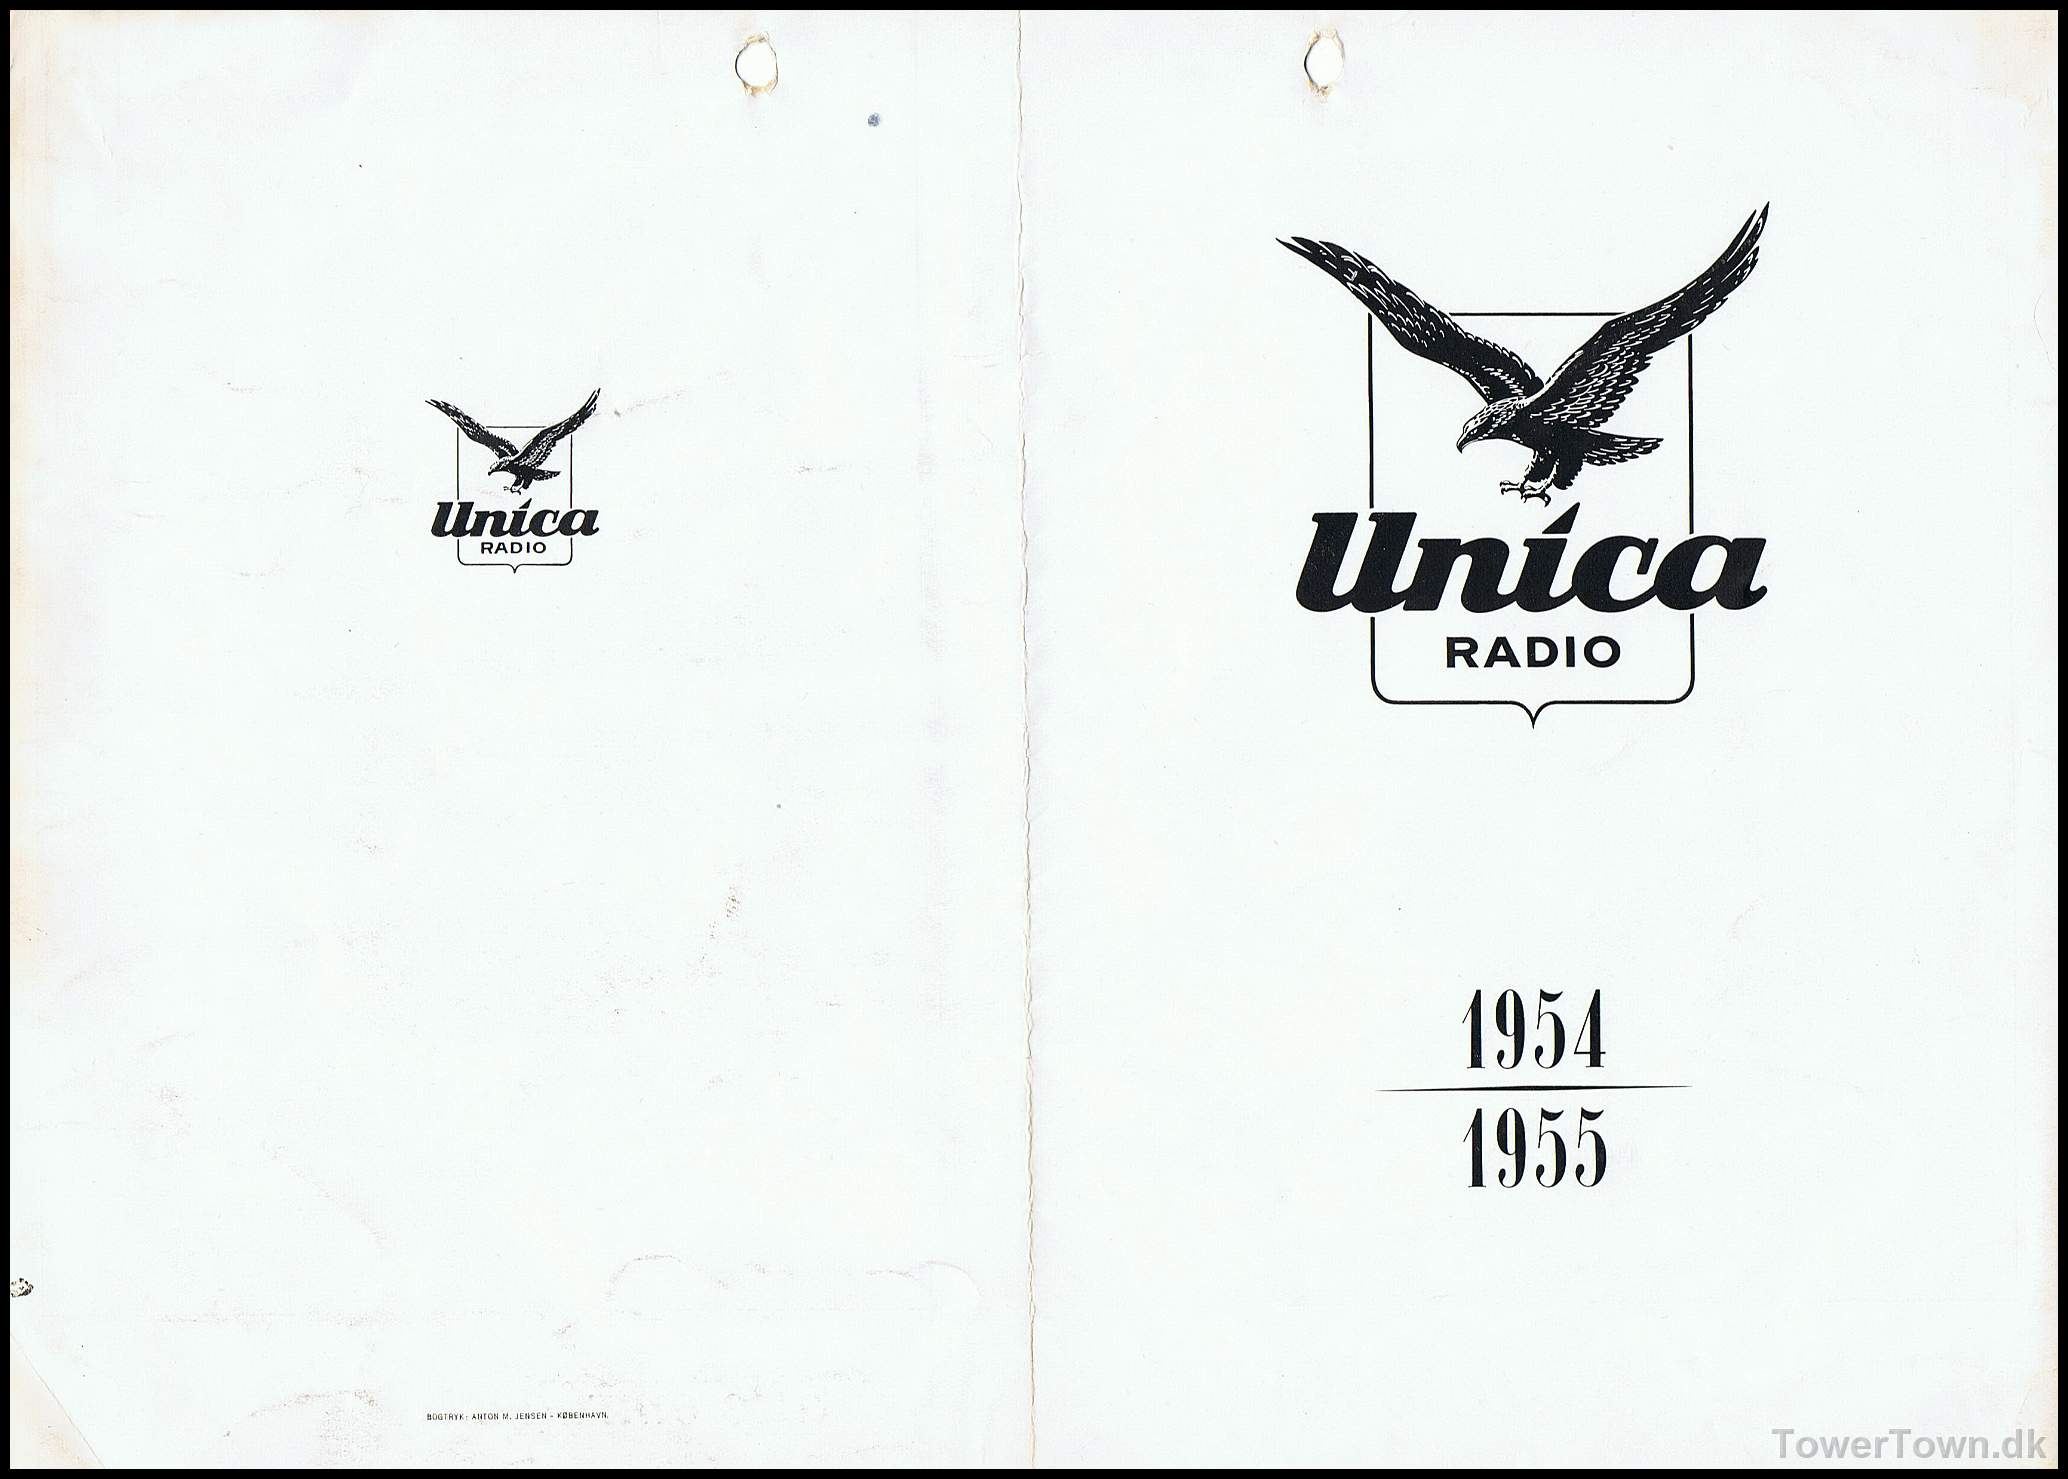 Unica
RADIO
BOGTRYK: ANTON M. JENSEN - KØBENHAVN.
Unica
RADIO
1954
1955
TowerTown.dk